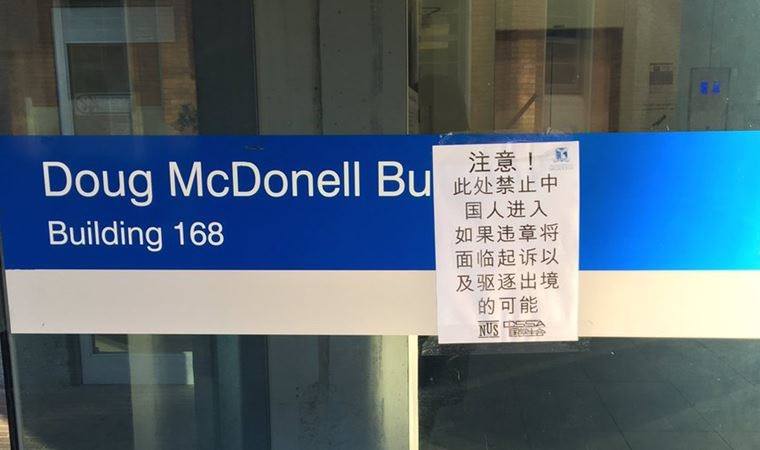 Doug McDonell Bu
Building 168
注意！
此处禁止中
国人进入
如果违章将
面临起诉以
及驱逐出境
的可能
NUS